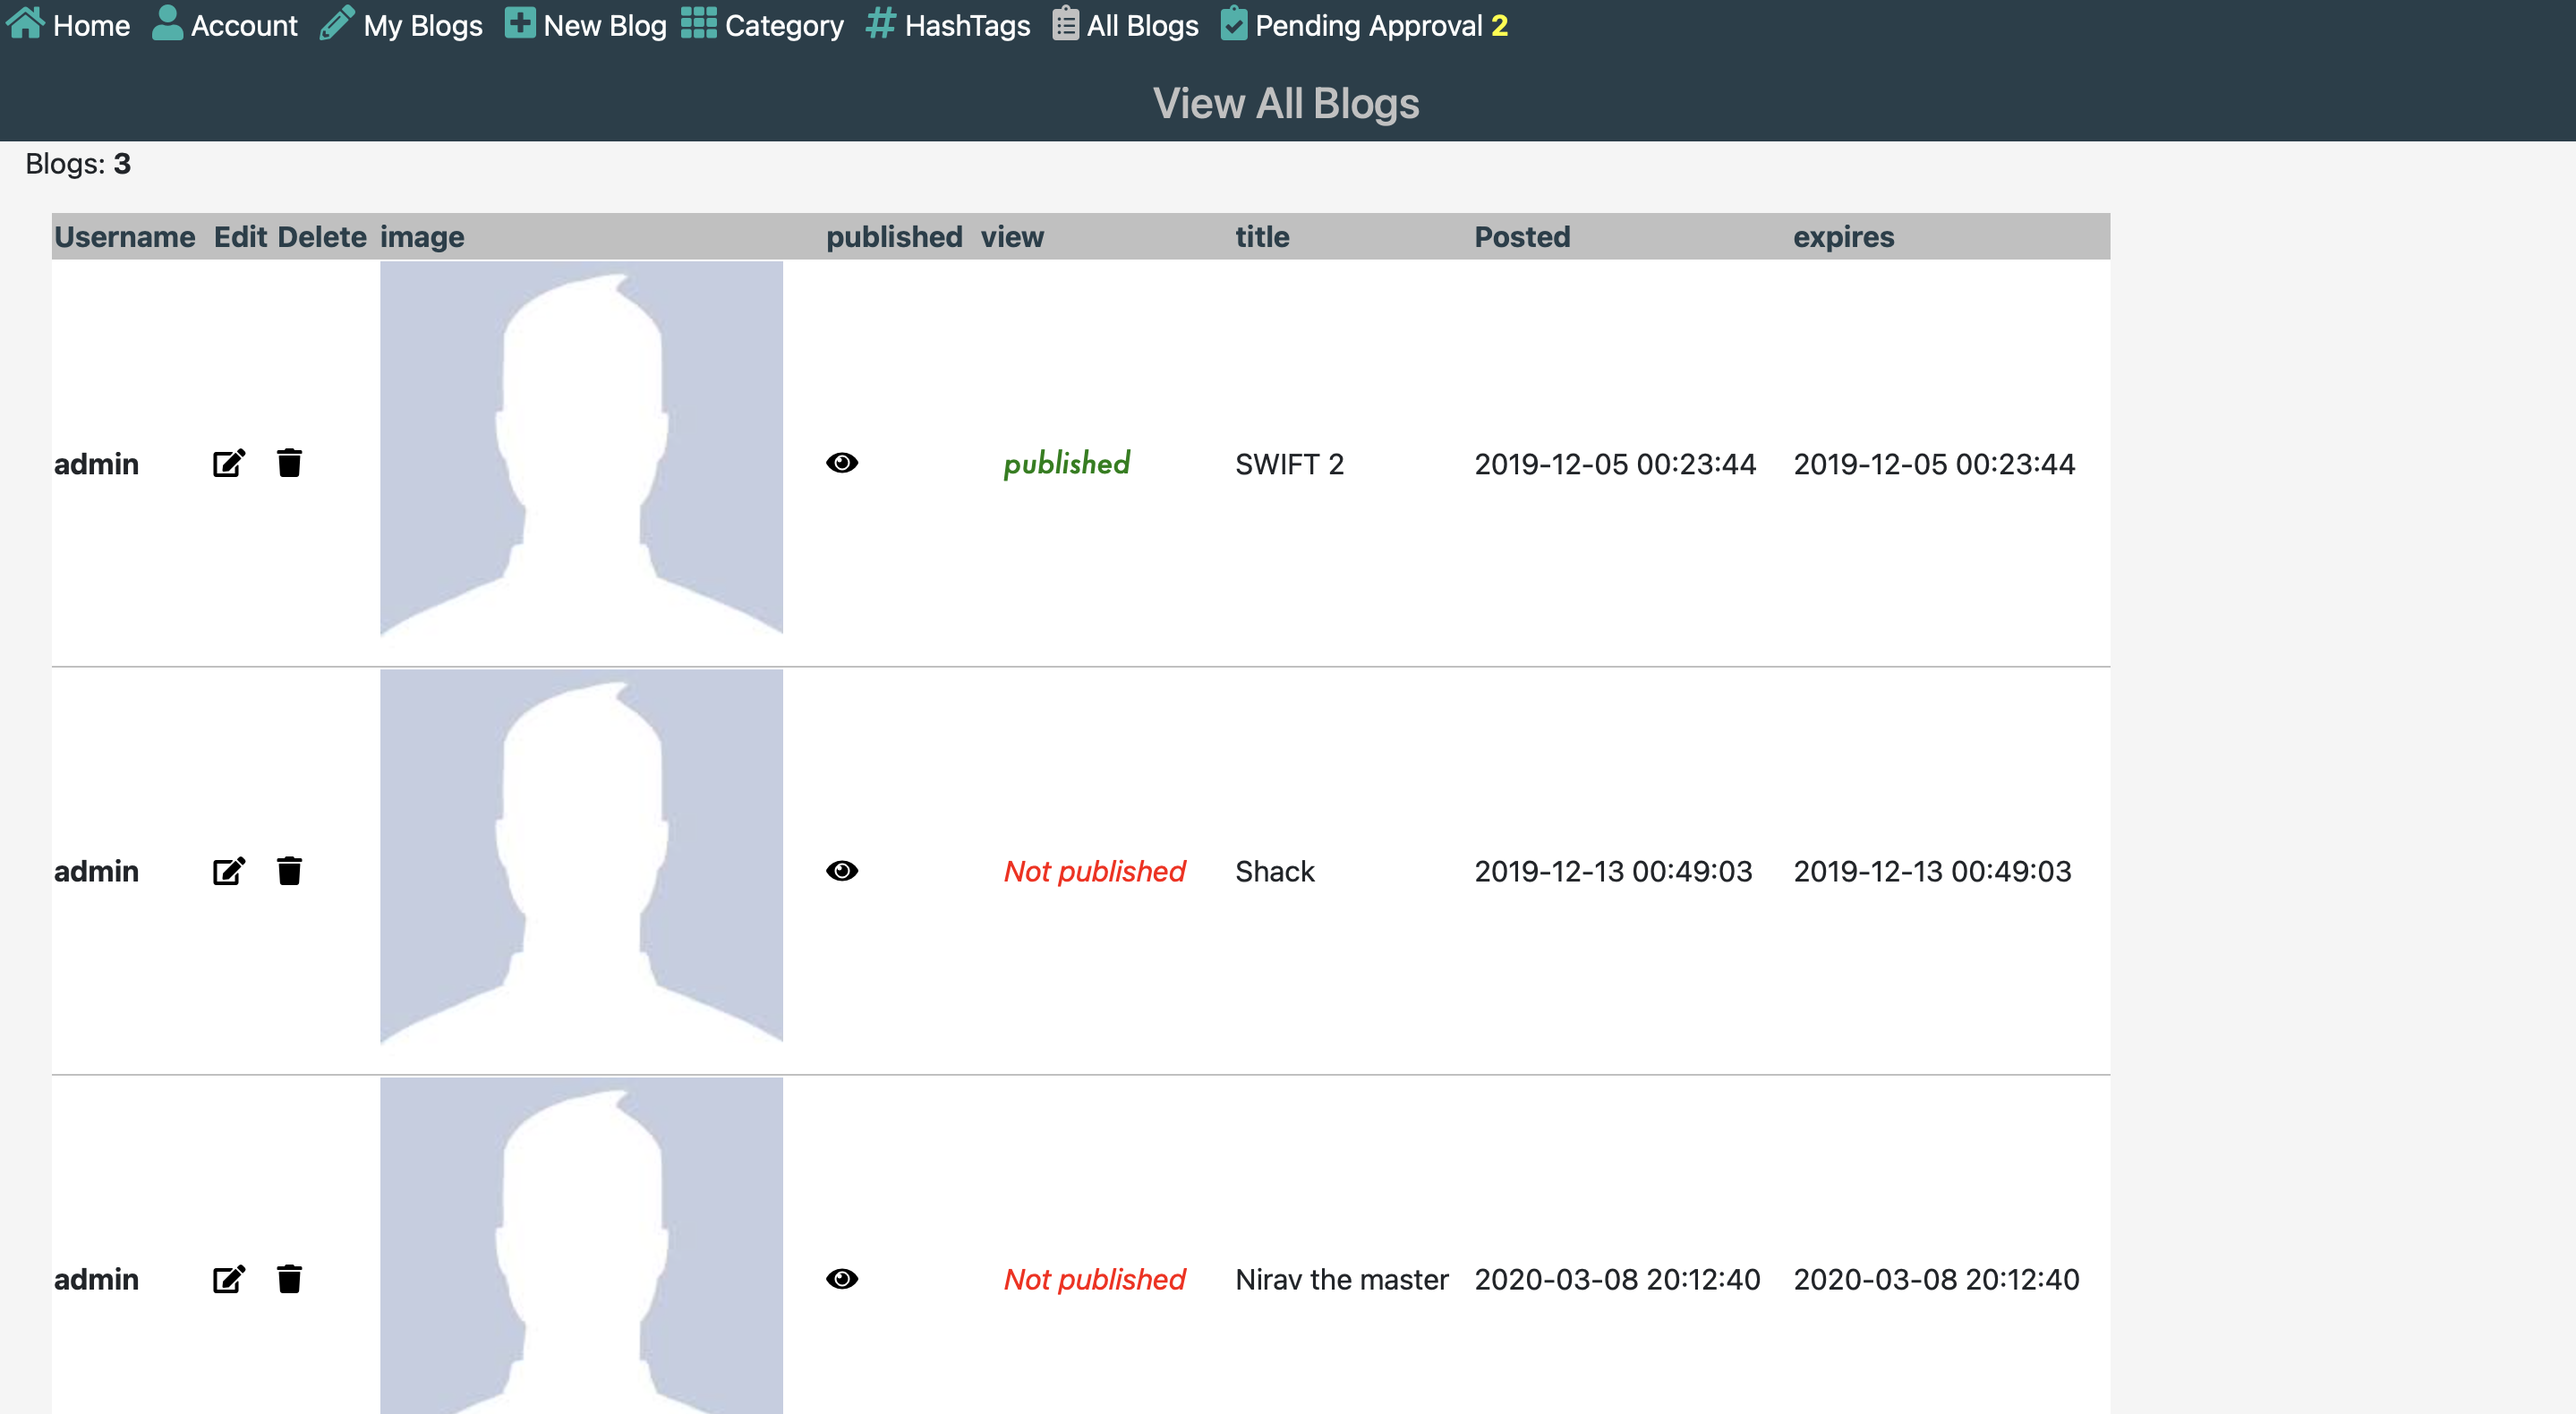 Home Account My Blogs New Blog Category HashTags All Blogs Pending Approval 2
View All Blogs
Blogs: 3
Username Edit Delete image published view title Posted expires
admin published SWIFT 2 2019-12-05 00:23:44 2019-12-05 00:23:44
admin Not published Shack 2019-12-13 00:49:03 2019-12-13 00:49:03
admin Not published Nirav the master 2020-03-08 20:12:40 2020-03-08 20:12:40